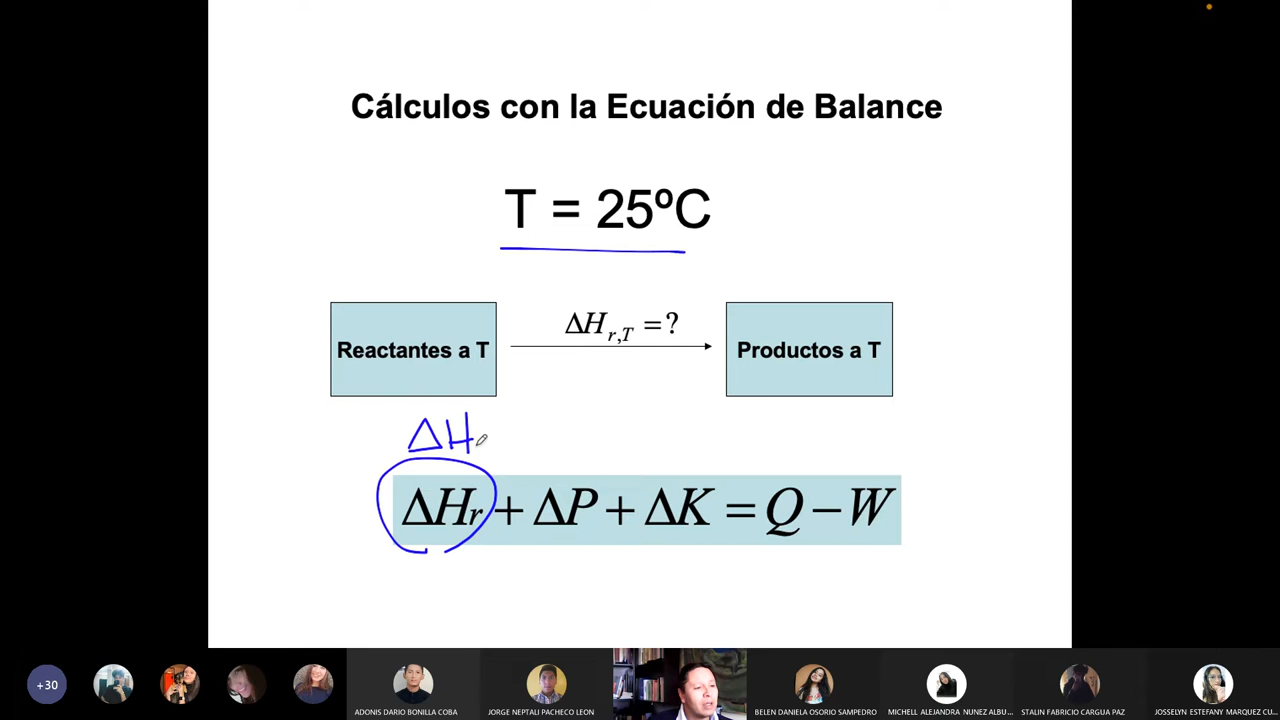 Cálculos con la Ecuación de Balance
T = 25ºC
ΔH r,T = ?
Reactantes a T
Productos a T
ΔH
ΔHr + ΔP + ΔK = Q − W
+30
ADONIS DARIO BONILLA COBA
JORGE NEPTALI PACHECO LEON
BELEN DANIELA OSORIO SAMPEDRO
MICHELL ALEJANDRA NUNEZ ALBU...
STALIN FABRICIO CARGUA PAZ
JOSSELYN ESTEFANY MARQUEZ CU...